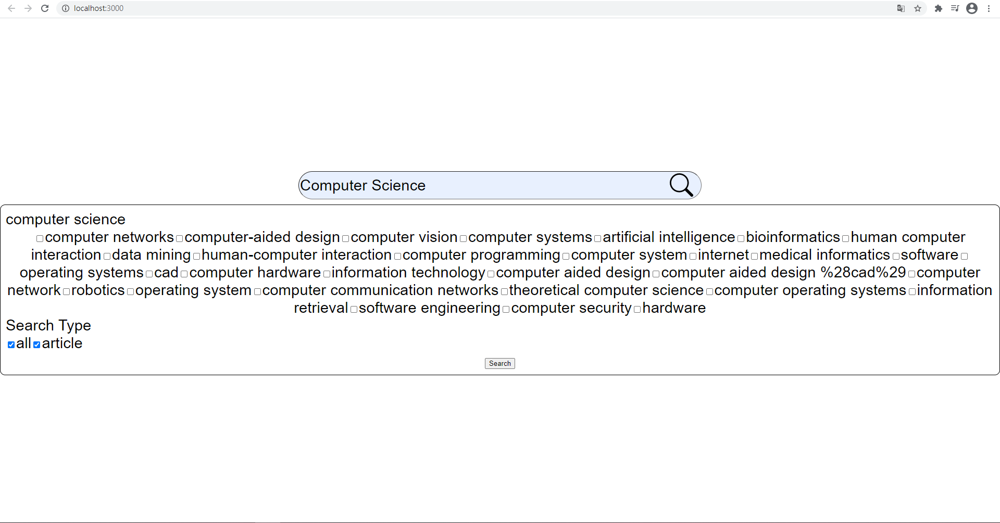 localhost:3000
Computer Science
computer science
computer networks computer-aided design computer vision computer systems artificial intelligence bioinformatics human computer
interaction data mining human-computer interaction computer programming computer system internet medical informatics software
operating systems cad computer hardware information technology computer aided design computer aided design %28cad%29 computer
network robotics operating system computer communication networks theoretical computer science computer operating systems information
retrieval software engineering computer security hardware
Search Type
all article
Search